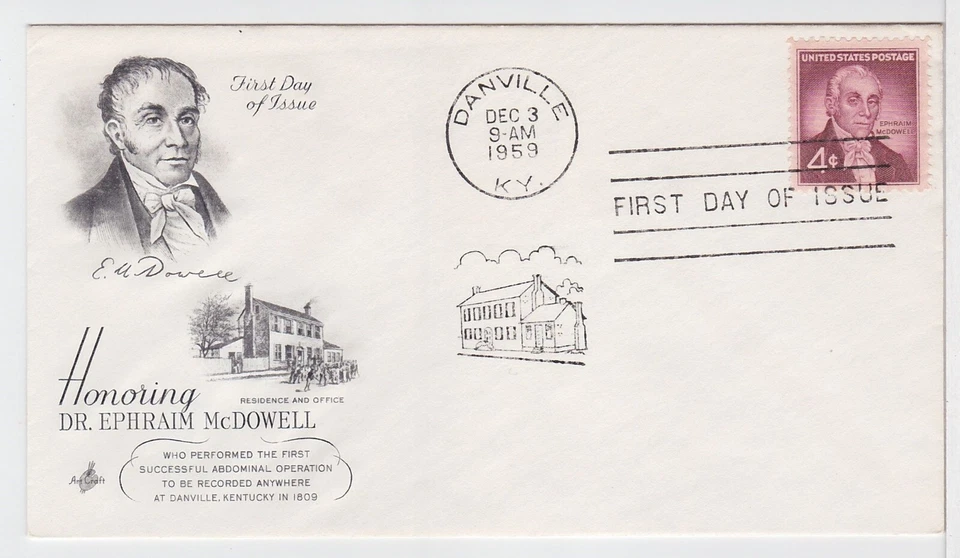 First Day
of Issue
E. McDowell
RESIDENCE AND OFFICE
Honoring
DR. EPHRAIM McDOWELL
WHO PERFORMED THE FIRST
SUCCESSFUL ABDOMINAL OPERATION
TO BE RECORDED ANYWHERE
AT DANVILLE, KENTUCKY IN 1809
Art Craft
DANVILLE
DEC 3
9-AM
1959
KY.
UNITED STATES POSTAGE
EPHRAIM
McDOWELL
4¢
FIRST DAY OF ISSUE